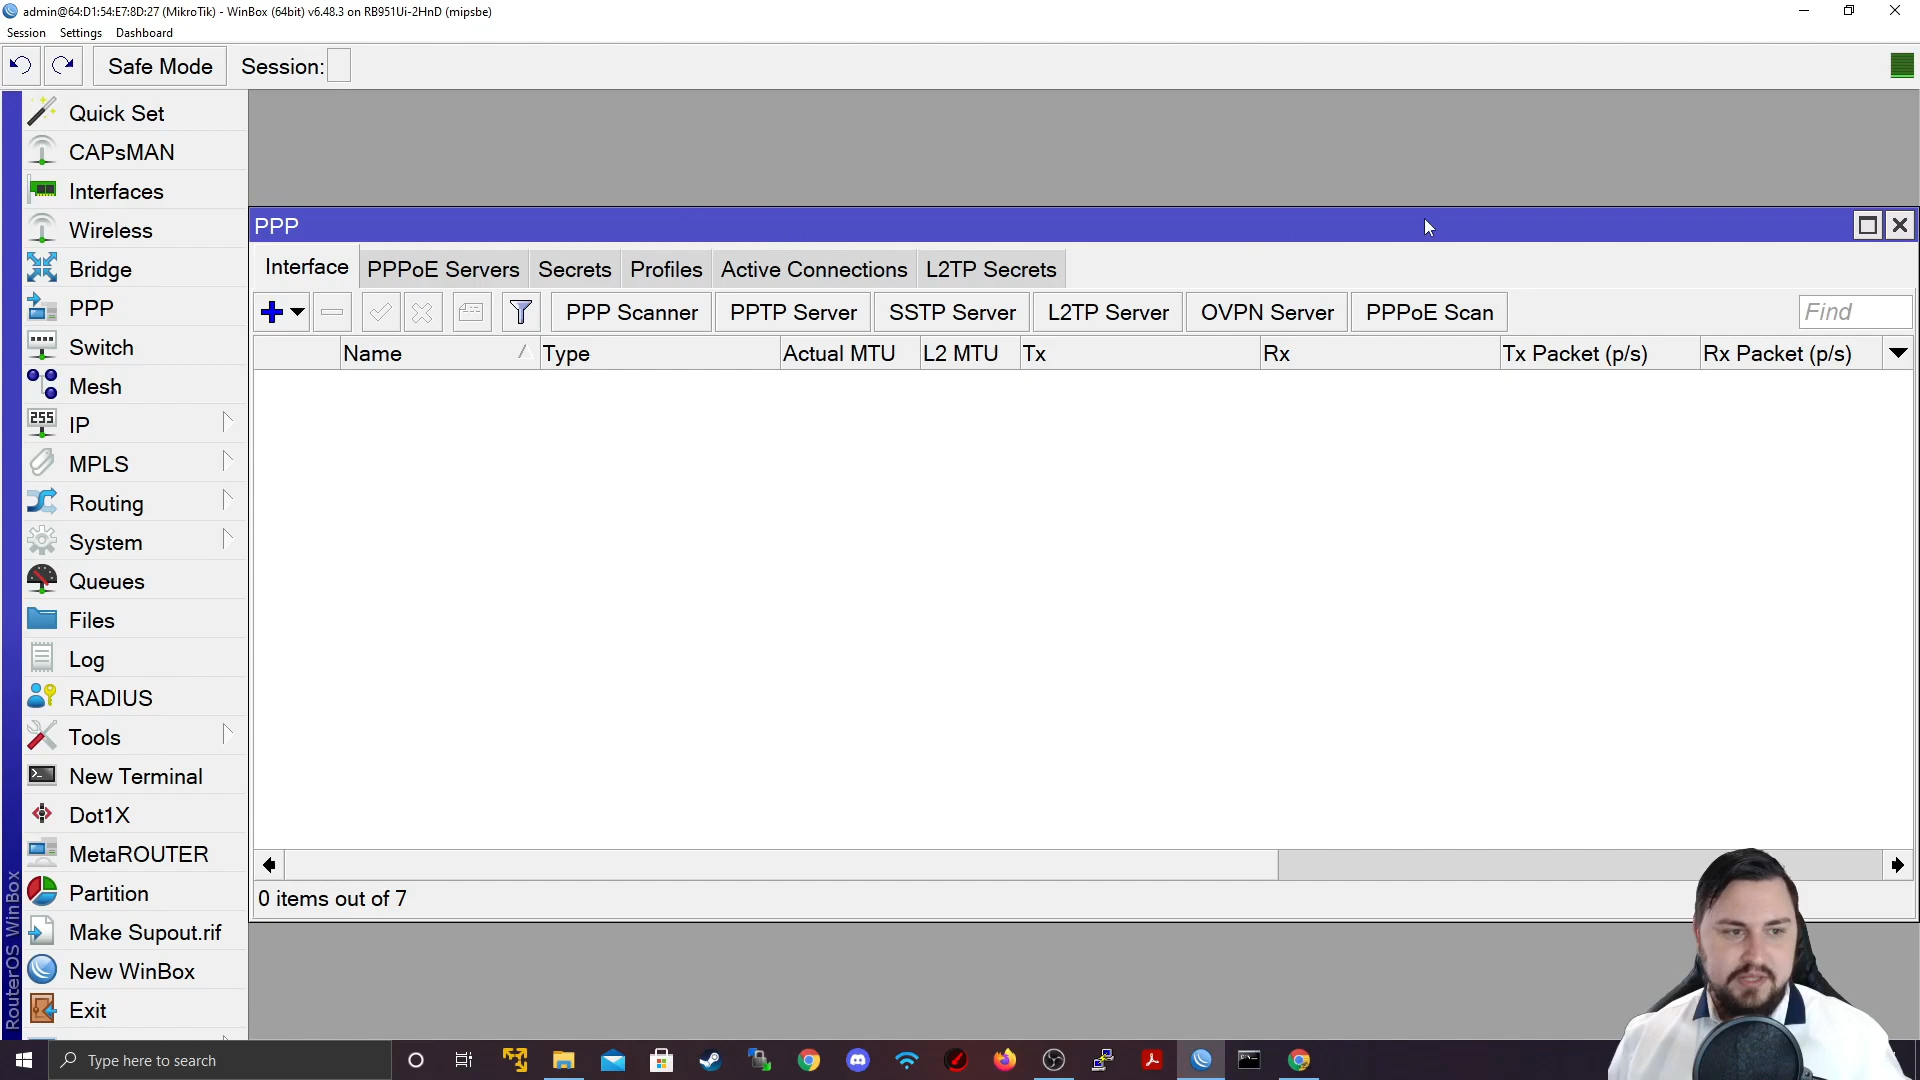 admin@64:D1:54:E7:8D:27 (MikroTik) - WinBox (64bit) v6.48.3 on RB951Ui-2HnD (mipsbe)
Session Settings Dashboard
Safe Mode Session:
Quick Set
CAPsMAN
Interfaces
Wireless
Bridge
PPP
Switch
Mesh
255
IP
MPLS
Routing
System
Queues
Files
Log
RADIUS
Tools
New Terminal
Dot1X
MetaROUTER
Partition
Make Supout.rif
New WinBox
Exit
RouterOS WinBox
PPP
Interface PPPoE Servers Secrets Profiles Active Connections L2TP Secrets
PPP Scanner PPTP Server SSTP Server L2TP Server OVPN Server PPPoE Scan Find
Name Type Actual MTU L2 MTU Tx Rx Tx Packet (p/s) Rx Packet (p/s)
0 items out of 7
Type here to search